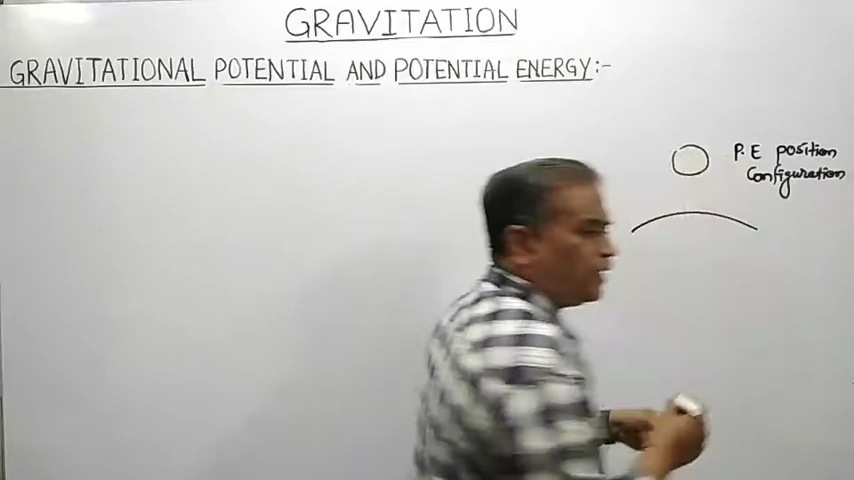 GRAVITATION
GRAVITATIONAL POTENTIAL AND POTENTIAL ENERGY:-
P.E position
Configuration